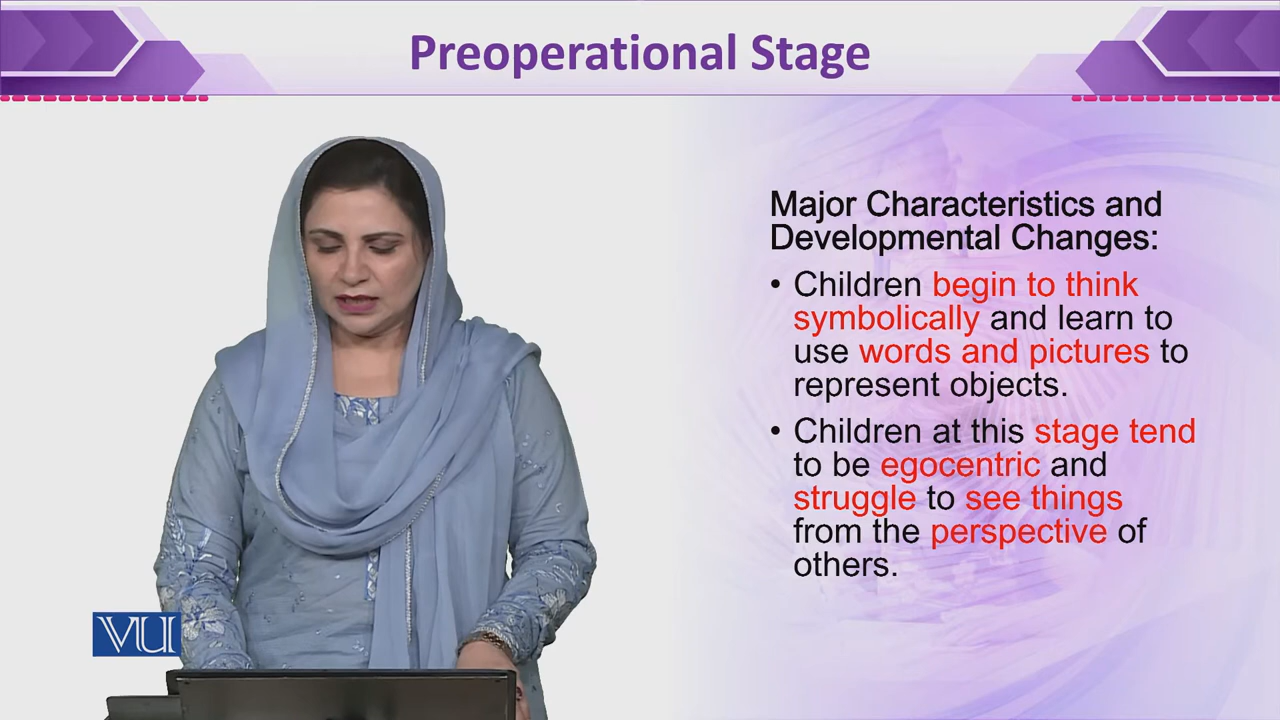 Preoperational Stage
Major Characteristics and
Developmental Changes:
• Children begin to think
symbolically and learn to
use words and pictures to
represent objects.
• Children at this stage tend
to be egocentric and
struggle to see things
from the perspective of
others.
VU